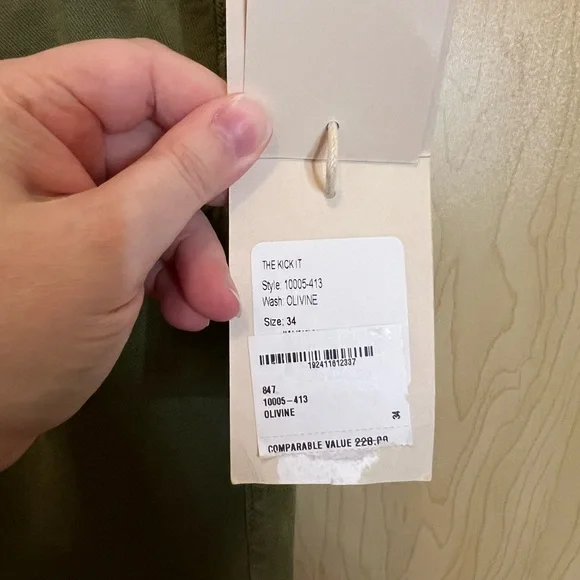 THE KICK IT
Style: 10005-413
Wash: OLIVINE
Size: 34
192411612337
847
10005-413
OLIVINE
34
COMPARABLE VALUE 228.00